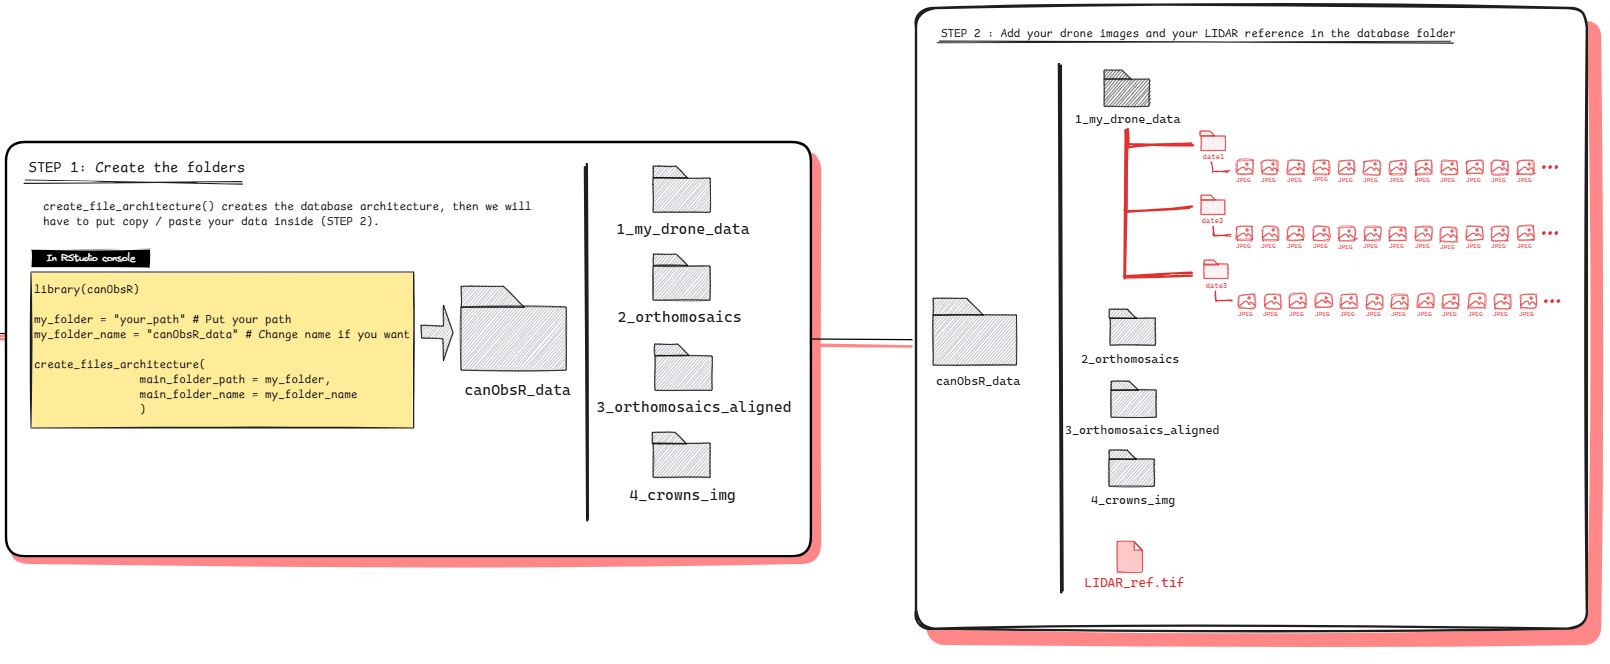 STEP 1: Create the folders
create_file_architecture() creates the database architecture, then we will
have to put copy / paste your data inside (STEP 2).
In RStudio console
library(canObsR)
my_folder = "your_path" # Put your path
my_folder_name = "canObsR_data" # Change name if you want
create_files_architecture(
main_folder_path = my_folder,
main_folder_name = my_folder_name
)
canObsR_data
1_my_drone_data
2_orthomosaics
3_orthomosaics_aligned
4_crowns_img
STEP 2 : Add your drone images and your LIDAR reference in the database folder
canObsR_data
1_my_drone_data
date1
JPEG JPEG JPEG JPEG JPEG JPEG JPEG JPEG JPEG JPEG JPEG JPEG
date2
JPEG JPEG JPEG JPEG JPEG JPEG JPEG JPEG JPEG JPEG JPEG JPEG
date3
JPEG JPEG JPEG JPEG JPEG JPEG JPEG JPEG JPEG JPEG JPEG JPEG
2_orthomosaics
3_orthomosaics_aligned
4_crowns_img
LIDAR_ref.tif